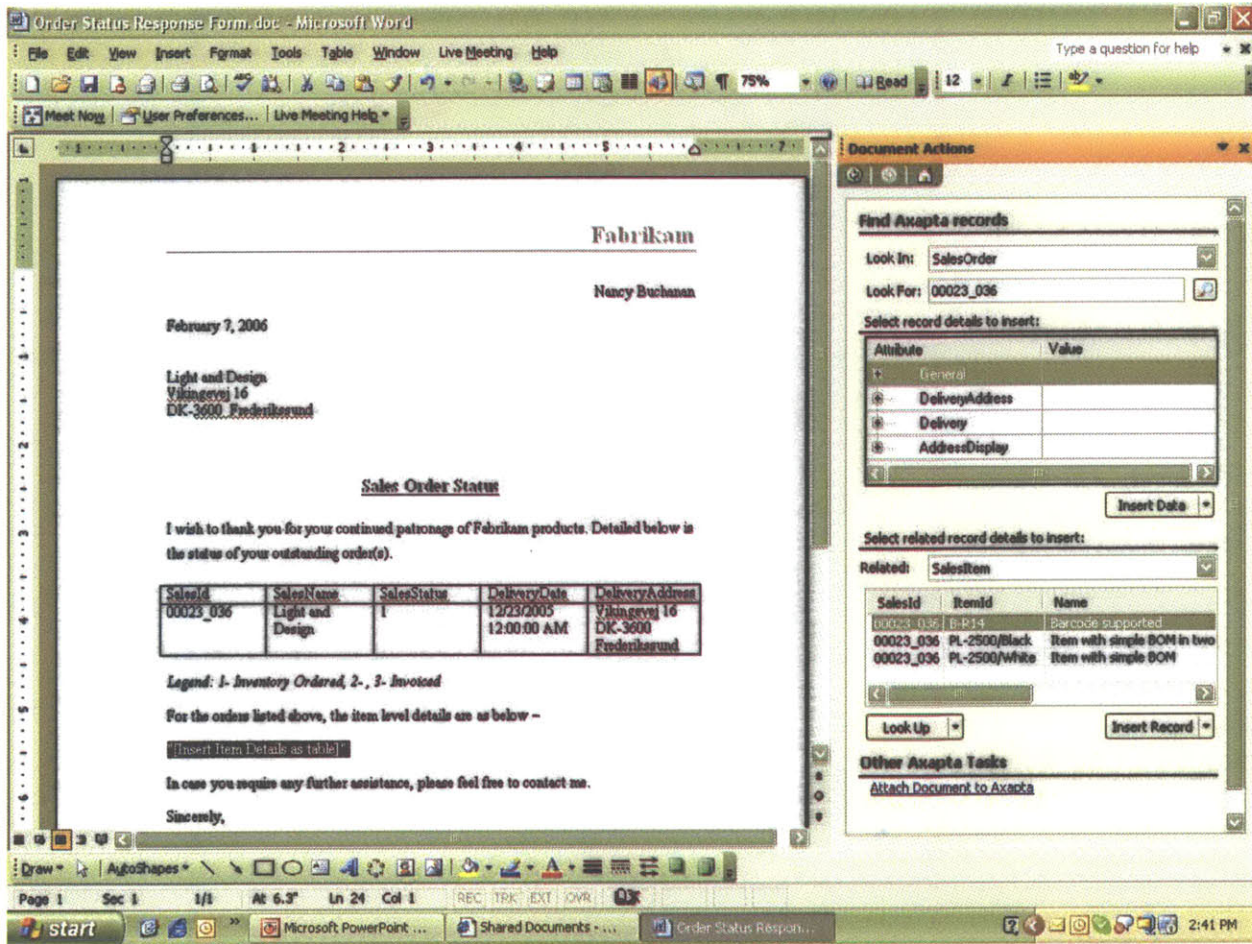 Order Status Response Form.doc - Microsoft Word
File Edit View Insert Format Tools Table Window Live Meeting Help
Type a question for help
75%
Read
12
Meet Now User Preferences... Live Meeting Help
Document Actions
Fabrikam
Nancy Buchanan
February 7, 2006
Light and Design
Vikingevej 16
DK-3600 Frederikssund
Sales Order Status
I wish to thank you for your continued patronage of Fabrikam products. Detailed below is
the status of your outstanding order(s).
SalesId SalesName SalesStatus DeliveryDate DeliveryAddress
00023_036 Light and 1 12/23/2005 Vikingevej 16
Design 12:00:00 AM DK-3600
Frederikssund
Legend: 1- Inventory Ordered, 2- , 3- Invoiced
For the orders listed above, the item level details are as below –
"[Insert Item Details as table]"
In case you require any further assistance, please feel free to contact me.
Sincerely,
Find Axapta records
Look In: SalesOrder
Look For: 00023_036
Select record details to insert:
Attribute Value
General
DeliveryAddress
Delivery
AddressDisplay
Insert Data
Select related record details to insert:
Related: SalesItem
SalesId ItemId Name
00023_036 B-R14 Barcode supported
00023_036 PL-2500/Black Item with simple BOM in two
00023_036 PL-2500/White Item with simple BOM
Look Up Insert Record
Other Axapta Tasks
Attach Document to Axapta
Draw AutoShapes
Page 1 Sec 1 1/1 At 6.3" Ln 24 Col 1 REC TRK EXT OVR
start Microsoft PowerPoint ... Shared Documents - ... Order Status Respon... 2:41 PM